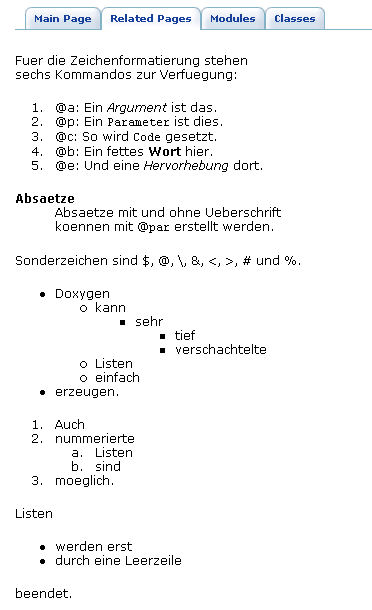 Main Page Related Pages Modules Classes
Fuer die Zeichenformatierung stehen
sechs Kommandos zur Verfuegung:
1. @a: Ein Argument ist das.
2. @p: Ein Parameter ist dies.
3. @c: So wird Code gesetzt.
4. @b: Ein fettes Wort hier.
5. @e: Und eine Hervorhebung dort.
Absaetze
Absaetze mit und ohne Ueberschrift
koennen mit @par erstellt werden.
Sonderzeichen sind $, @, \, &, <, >, # und %.
• Doxygen
○ kann
▪ sehr
▪ tief
▪ verschachtelte
○ Listen
○ einfach
• erzeugen.
1. Auch
2. nummerierte
a. Listen
b. sind
3. moeglich.
Listen
• werden erst
• durch eine Leerzeile
beendet.